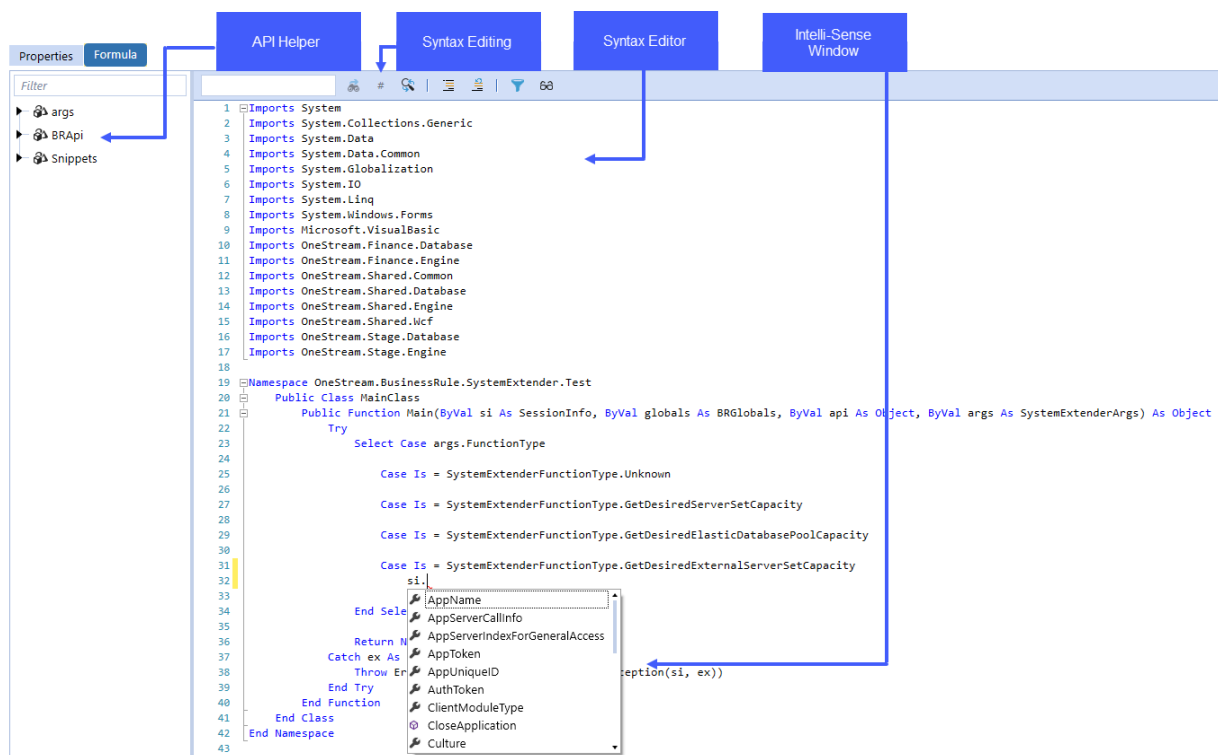 API Helper
Syntax Editing
Syntax Editor
Intelli-Sense
Window
Properties
Formula
Filter
args
BRApi
Snippets
#
1 Imports System
2 Imports System.Collections.Generic
3 Imports System.Data
4 Imports System.Data.Common
5 Imports System.Globalization
6 Imports System.IO
7 Imports System.Linq
8 Imports System.Windows.Forms
9 Imports Microsoft.VisualBasic
10 Imports OneStream.Finance.Database
11 Imports OneStream.Finance.Engine
12 Imports OneStream.Shared.Common
13 Imports OneStream.Shared.Database
14 Imports OneStream.Shared.Engine
15 Imports OneStream.Shared.Wcf
16 Imports OneStream.Stage.Database
17 Imports OneStream.Stage.Engine
18
19 Namespace OneStream.BusinessRule.SystemExtender.Test
20 Public Class MainClass
21 Public Function Main(ByVal si As SessionInfo, ByVal globals As BRGlobals, ByVal api As Object, ByVal args As SystemExtenderArgs) As Object
22 Try
23 Select Case args.FunctionType
24
25 Case Is = SystemExtenderFunctionType.Unknown
26
27 Case Is = SystemExtenderFunctionType.GetDesiredServerSetCapacity
28
29 Case Is = SystemExtenderFunctionType.GetDesiredElasticDatabasePoolCapacity
30
31 Case Is = SystemExtenderFunctionType.GetDesiredExternalServerSetCapacity
32 si.
33
34 End Sele
35
36 Return N
37 Catch ex As
38 Throw Er ception(si, ex))
39 End Try
40 End Function
41 End Class
42 End Namespace
43
AppName
AppServerCallInfo
AppServerIndexForGeneralAccess
AppToken
AppUniqueID
AuthToken
ClientModuleType
CloseApplication
Culture